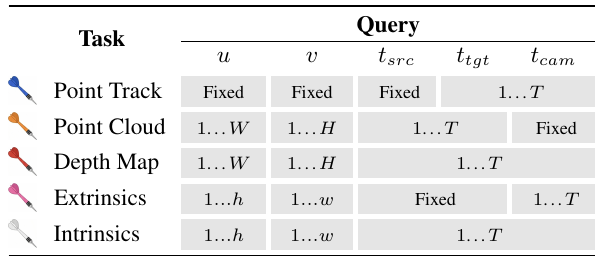 Task Query
u v t_src t_tgt t_cam
Point Track Fixed Fixed Fixed 1...T
Point Cloud 1...W 1...H 1...T Fixed
Depth Map 1...W 1...H 1...T
Extrinsics 1...h 1...w Fixed 1...T
Intrinsics 1...h 1...w 1...T